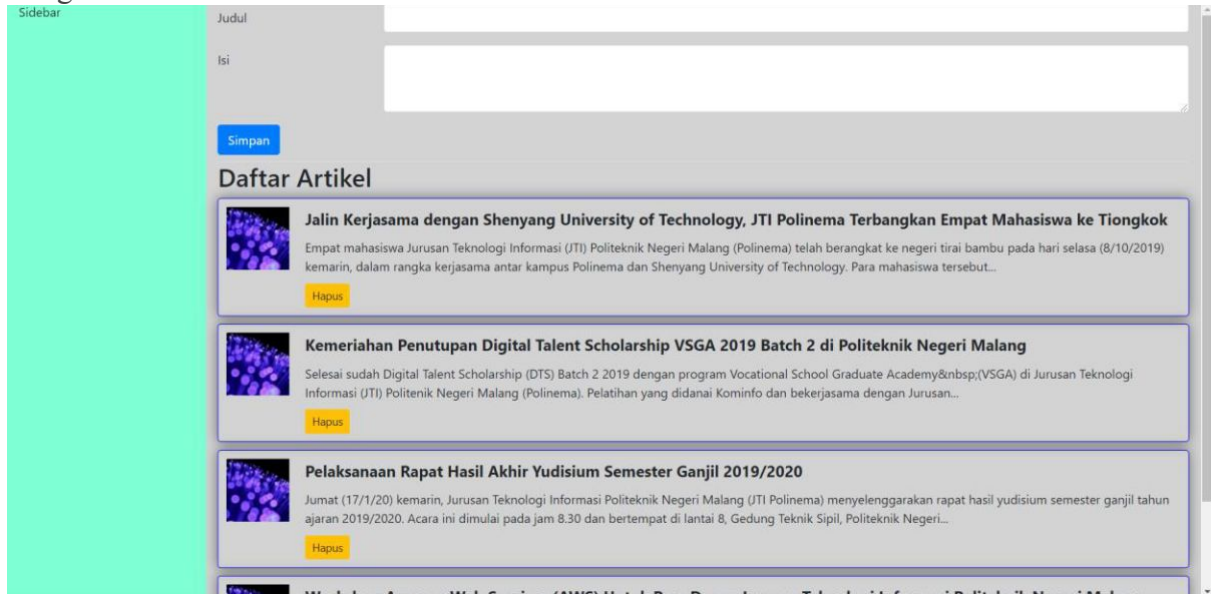 Sidebar
Judul
Isi
Simpan
Daftar Artikel
Jalin Kerjasama dengan Shenyang University of Technology, JTI Polinema Terbangkan Empat Mahasiswa ke Tiongkok
Empat mahasiswa Jurusan Teknologi Informasi (JTI) Politeknik Negeri Malang (Polinema) telah berangkat ke negeri tirai bambu pada hari selasa (8/10/2019)
kemarin, dalam rangka kerjasama antar kampus Polinema dan Shenyang University of Technology. Para mahasiswa tersebut...
Hapus
Kemeriahan Penutupan Digital Talent Scholarship VSGA 2019 Batch 2 di Politeknik Negeri Malang
Selesai sudah Digital Talent Scholarship (DTS) Batch 2 2019 dengan program Vocational School Graduate Academy&nbsp;(VSGA) di Jurusan Teknologi
Informasi (JTI) Politenik Negeri Malang (Polinema). Pelatihan yang didanai Kominfo dan bekerjasama dengan Jurusan...
Hapus
Pelaksanaan Rapat Hasil Akhir Yudisium Semester Ganjil 2019/2020
Jumat (17/1/20) kemarin, Jurusan Teknologi Informasi Politeknik Negeri Malang (JTI Polinema) menyelenggarakan rapat hasil yudisium semester ganjil tahun
ajaran 2019/2020. Acara ini dimulai pada jam 8.30 dan bertempat di lantai 8, Gedung Teknik Sipil, Politeknik Negeri...
Hapus